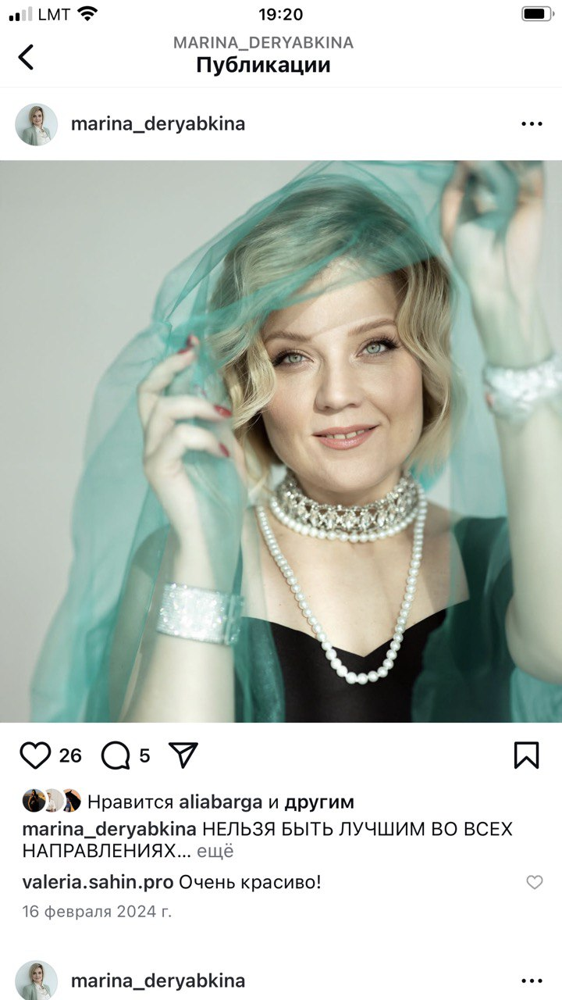 LMT 19:20
MARINA_DERYABKINA
Публикации
marina_deryabkina
26 5
Нравится aliabarga и другим
marina_deryabkina НЕЛЬЗЯ БЫТЬ ЛУЧШИМ ВО ВСЕХ
НАПРАВЛЕНИЯХ... ещё
valeria.sahin.pro Очень красиво!
16 февраля 2024 г.
marina_deryabkina